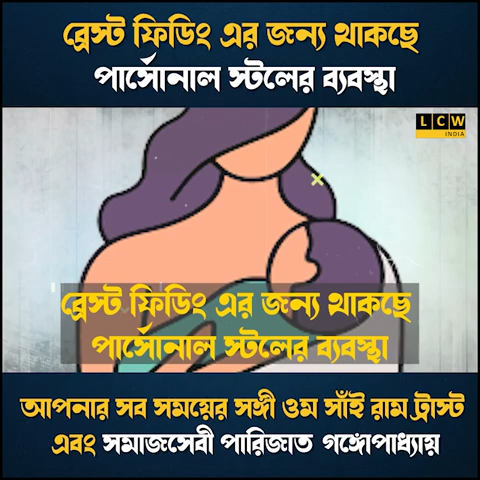 ব্রেস্ট ফিডিং এর জন্য থাকছে
পার্সোনাল স্টলের ব্যবস্থা
LCW
INDIA
ব্রেস্ট ফিডিং এর জন্য থাকছে
পার্সোনাল স্টলের ব্যবস্থা
আপনার সব সময়ের সঙ্গী ওম সাঁই রাম ট্রাস্ট
এবং সমাজসেবী পারিজাত গঙ্গোপাধ্যায়